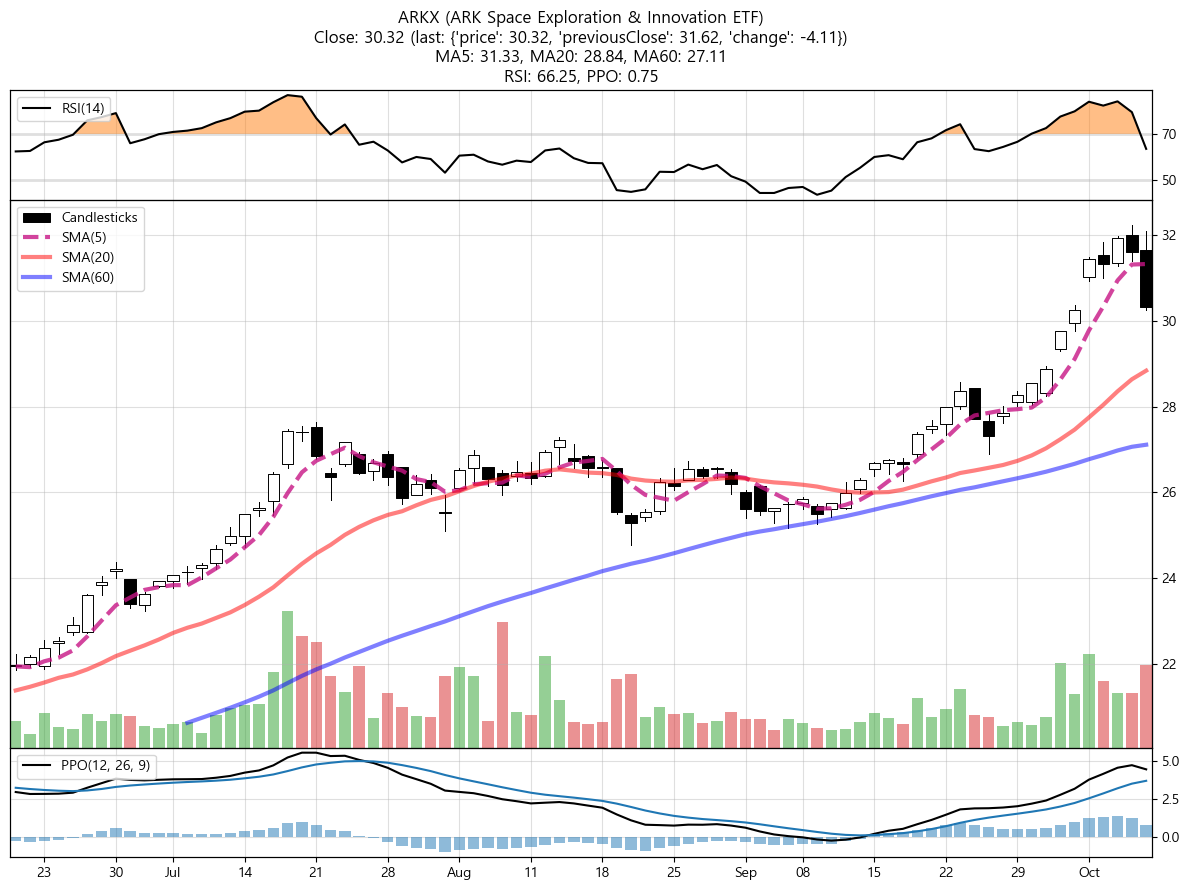 ARKX (ARK Space Exploration & Innovation ETF)
Close: 30.32 (last: {'price': 30.32, 'previousClose': 31.62, 'change': -4.11})
MA5: 31.33, MA20: 28.84, MA60: 27.11
RSI: 66.25, PPO: 0.75
RSI(14)
70
50
Candlesticks
SMA(5)
SMA(20)
SMA(60)
32
30
28
26
24
22
PPO(12, 26, 9)
5.0
2.5
0.0
23 30 Jul 14 21 28 Aug 11 18 25 Sep 08 15 22 29 Oct